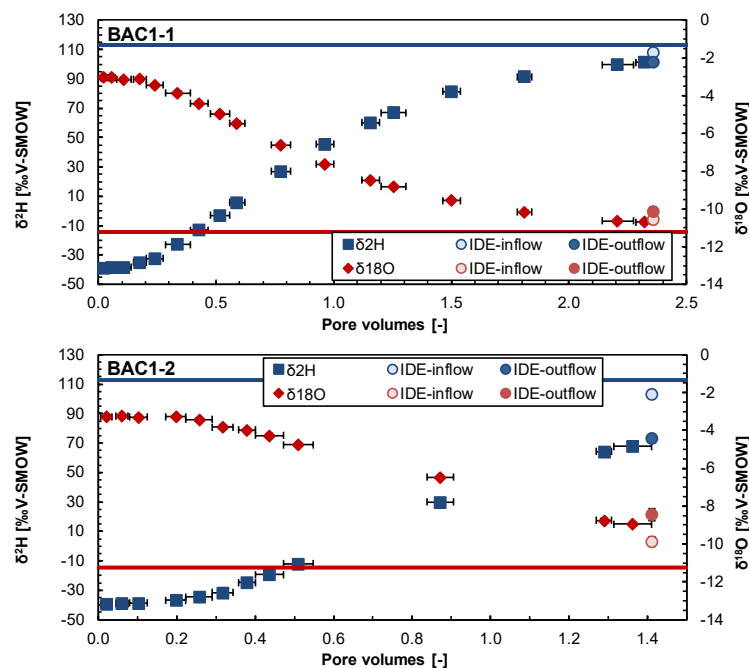 BAC1-1
130
110
90
70
50
30
10
-10
-30
-50
δ²H [‰V-SMOW]
0
-2
-4
-6
-8
-10
-12
-14
δ¹⁸O [‰V-SMOW]
δ2H IDE-inflow IDE-outflow
δ18O IDE-inflow IDE-outflow
0.0 0.5 1.0 1.5 2.0 2.5
Pore volumes [-]
BAC1-2
130
110
90
70
50
30
10
-10
-30
-50
δ²H [‰V-SMOW]
0
-2
-4
-6
-8
-10
-12
-14
δ¹⁸O [‰V-SMOW]
δ2H IDE-inflow IDE-outflow
δ18O IDE-inflow IDE-outflow
0.0 0.2 0.4 0.6 0.8 1.0 1.2 1.4
Pore volumes [-]